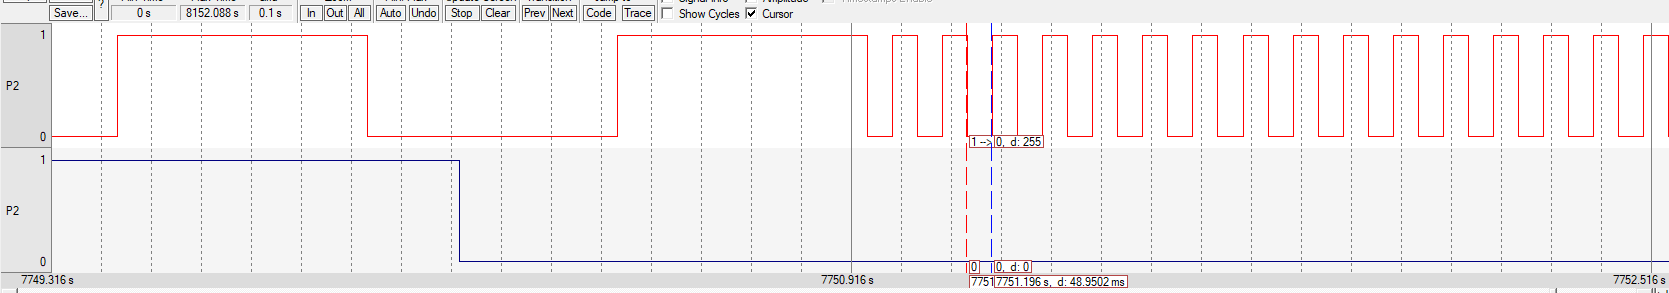 Save... ? 0 s 8152.088 s 0.1 s In Out All Auto Undo Stop Clear Prev Next Code Trace Show Cycles Cursor
1
P2
0
1 --> 0, d: 255
1
P2
0
0 0, d: 0
7749.316 s 7750.916 s 7751 7751.196 s, d: 48.9502 ms 7752.516 s